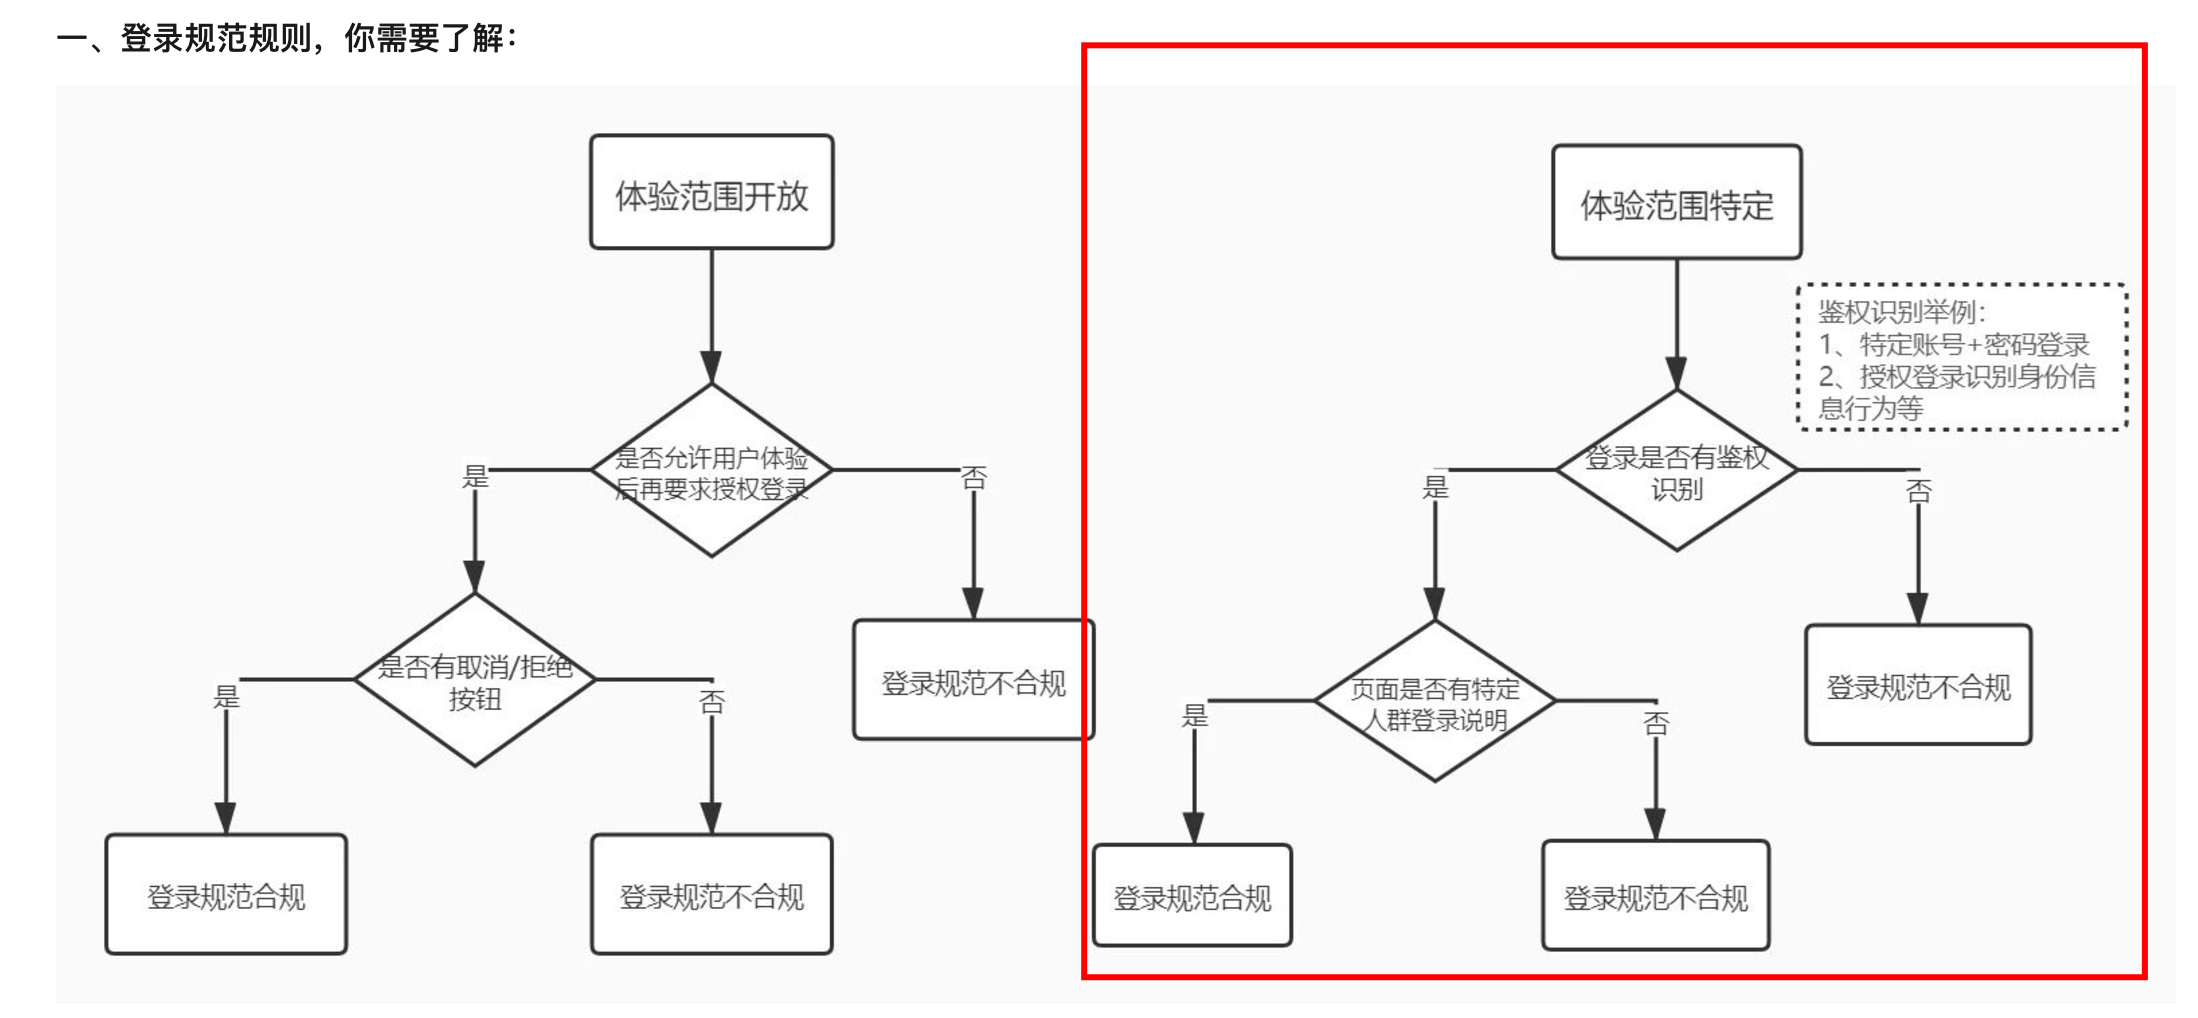 一、登录规范规则，你需要了解：
体验范围开放
是否允许用户体验
后再要求授权登录
是
否
是否有取消/拒绝
按钮
登录规范不合规
是
否
登录规范合规
登录规范不合规
体验范围特定
鉴权识别举例：
1、特定账号+密码登录
2、授权登录识别身份信
息行为等
登录是否有鉴权
识别
是
否
页面是否有特定
人群登录说明
登录规范不合规
是
否
登录规范合规
登录规范不合规